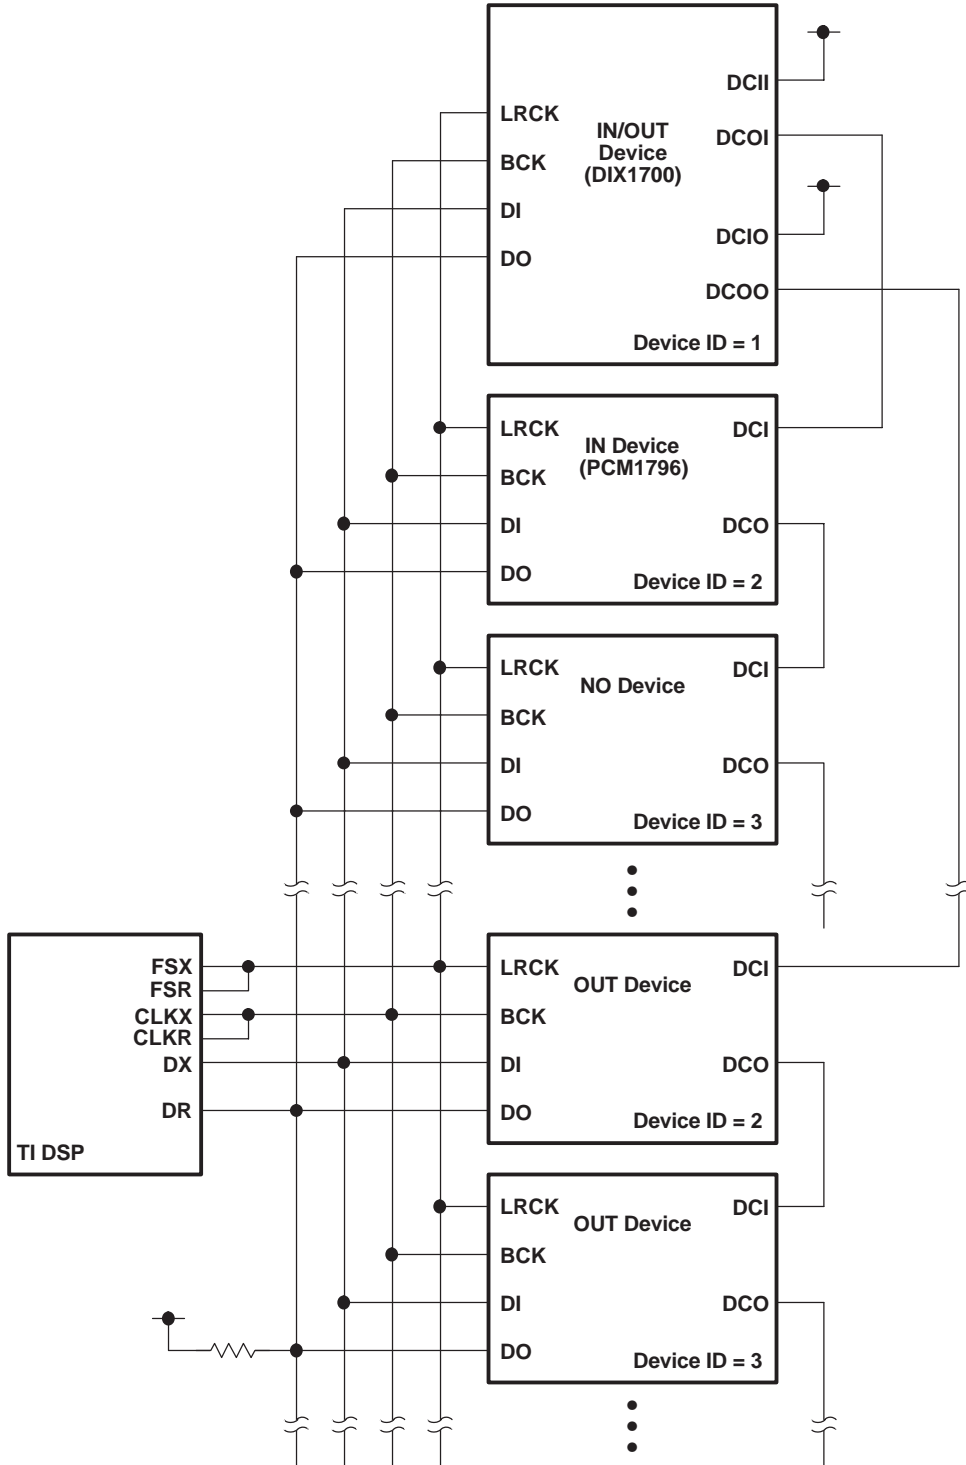 DCII
LRCK
IN/OUT
Device
(DIX1700)
DCOI
BCK
DI
DCIO
DO
DCOO
Device ID = 1
LRCK
DCI
IN Device
(PCM1796)
BCK
DI
DCO
DO
Device ID = 2
LRCK
DCI
NO Device
BCK
DI
DCO
DO
Device ID = 3
FSX
FSR
CLKX
CLKR
DX
DR
TI DSP
LRCK
DCI
OUT Device
BCK
DI
DCO
DO
Device ID = 2
LRCK
DCI
OUT Device
BCK
DI
DCO
DO
Device ID = 3